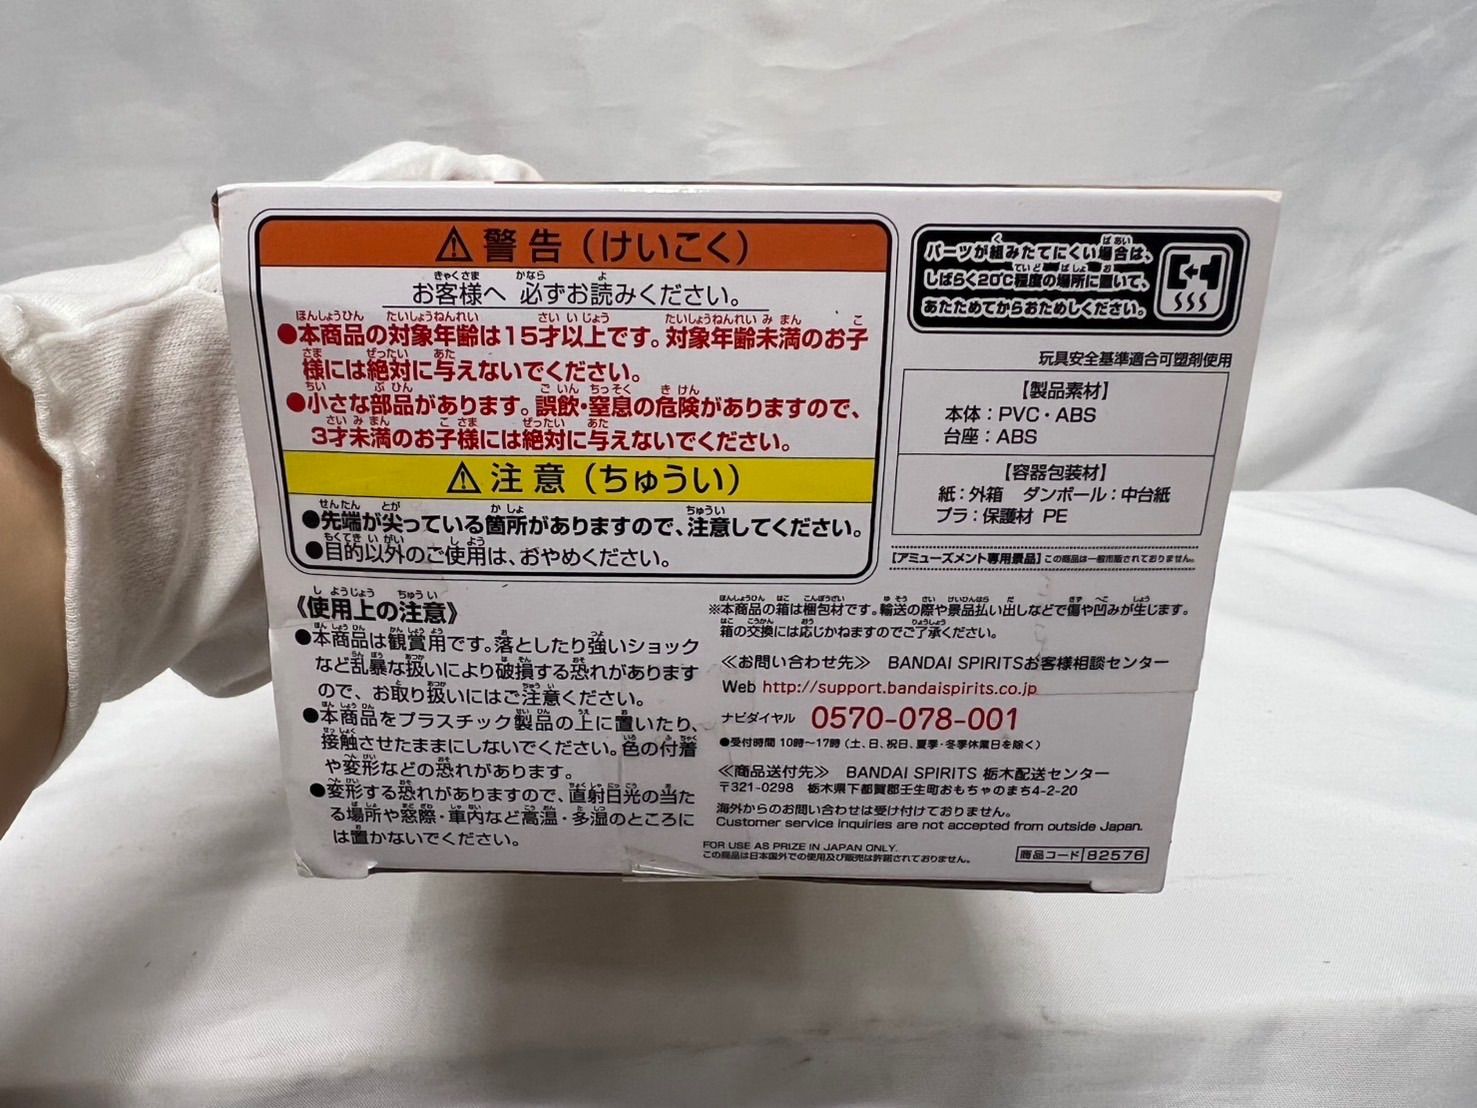 ⚠警告（けいこく）
お客様へ 必ずお読みください。
●本商品の対象年齢は15才以上です。対象年齢未満のお子
様には絶対に与えないでください。
●小さな部品があります。誤飲・窒息の危険がありますので、
3才未満のお子様には絶対に与えないでください。
⚠注意（ちゅうい）
●先端が尖っている箇所がありますので、注意してください。
●目的以外のご使用は、おやめください。
《使用上の注意》
●本商品は観賞用です。落としたり強いショック
など乱暴な扱いにより破損する恐れがあります
ので、お取り扱いにはご注意ください。
●本商品をプラスチック製品の上に置いたり、
接触させたままにしないでください。色の付着
や変形などの恐れがあります。
●変形する恐れがありますので、直射日光の当た
る場所や窓際・車内など高温・多湿のところに
は置かないでください。
パーツが組みたてにくい場合は、
しばらく20℃程度の場所に置いて、
あたためてからおためしください。
玩具安全基準適合可塑剤使用
【製品素材】
本体：PVC・ABS
台座：ABS
【容器包装材】
紙：外箱 ダンボール：中台紙
プラ：保護材 PE
【アミューズメント専用景品】この商品は一般市販されておりません。
※本商品の箱は梱包材です。輸送の際や景品払い出しなどで傷や凹みが生じます。
箱の交換には応じかねますのでご了承ください。
≪お問い合わせ先≫ BANDAI SPIRITSお客様相談センター
Web http://support.bandaispirits.co.jp
ナビダイヤル 0570-078-001
●受付時間 10時～17時（土、日、祝日、夏季・冬季休業日を除く）
≪商品送付先≫ BANDAI SPIRITS 栃木配送センター
〒321-0298 栃木県下都賀郡壬生町おもちゃのまち4-2-20
海外からのお問い合わせは受け付けておりません。
Customer service inquiries are not accepted from outside Japan.
FOR USE AS PRIZE IN JAPAN ONLY.
この商品は日本国外での使用及び販売は許諾されておりません。
商品コード 82576